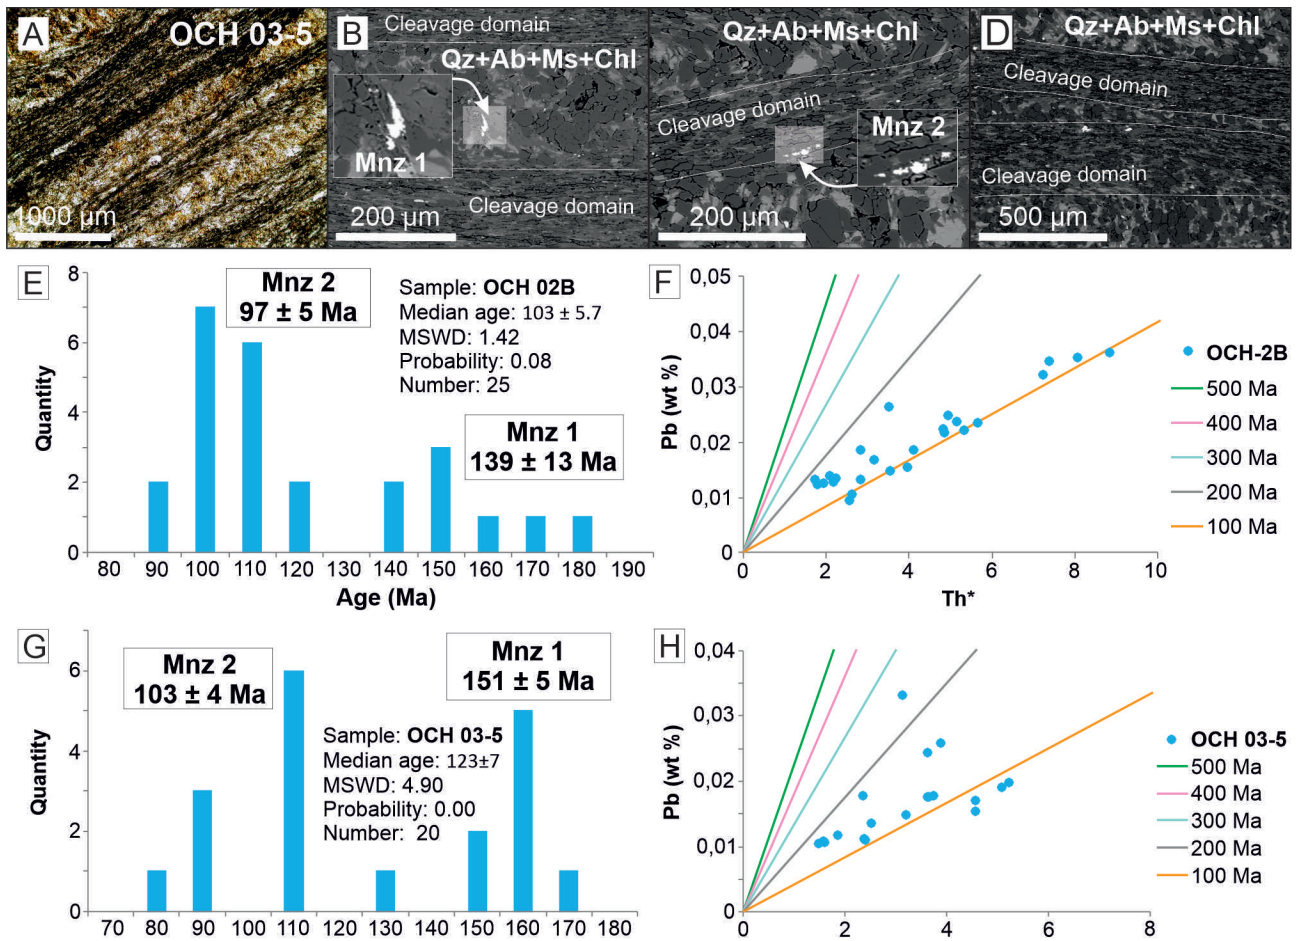 A
OCH 03-5
1000 µm
B
Cleavage domain
Qz+Ab+Ms+Chl
Mnz 1
Cleavage domain
200 µm
Qz+Ab+Ms+Chl
Cleavage domain
Mnz 2
200 µm
D
Qz+Ab+Ms+Chl
Cleavage domain
Cleavage domain
500 µm
E
Quantity
8
6
4
2
0
Mnz 2
97 ± 5 Ma
Sample: OCH 02B
Median age: 103 ± 5.7
MSWD: 1.42
Probability: 0.08
Number: 25
Mnz 1
139 ± 13 Ma
80 90 100 110 120 130 140 150 160 170 180 190
Age (Ma)
F
Pb (wt %)
0,05
0,04
0,03
0,02
0,01
0
0 2 4 6 8 10
Th*
OCH-2B
500 Ma
400 Ma
300 Ma
200 Ma
100 Ma
G
Quantity
6
4
2
0
Mnz 2
103 ± 4 Ma
Mnz 1
151 ± 5 Ma
Sample: OCH 03-5
Median age: 123±7
MSWD: 4.90
Probability: 0.00
Number: 20
70 80 90 100 110 120 130 140 150 160 170 180
H
Pb (wt %)
0,04
0,03
0,02
0,01
0
0 2 4 6 8
OCH 03-5
500 Ma
400 Ma
300 Ma
200 Ma
100 Ma